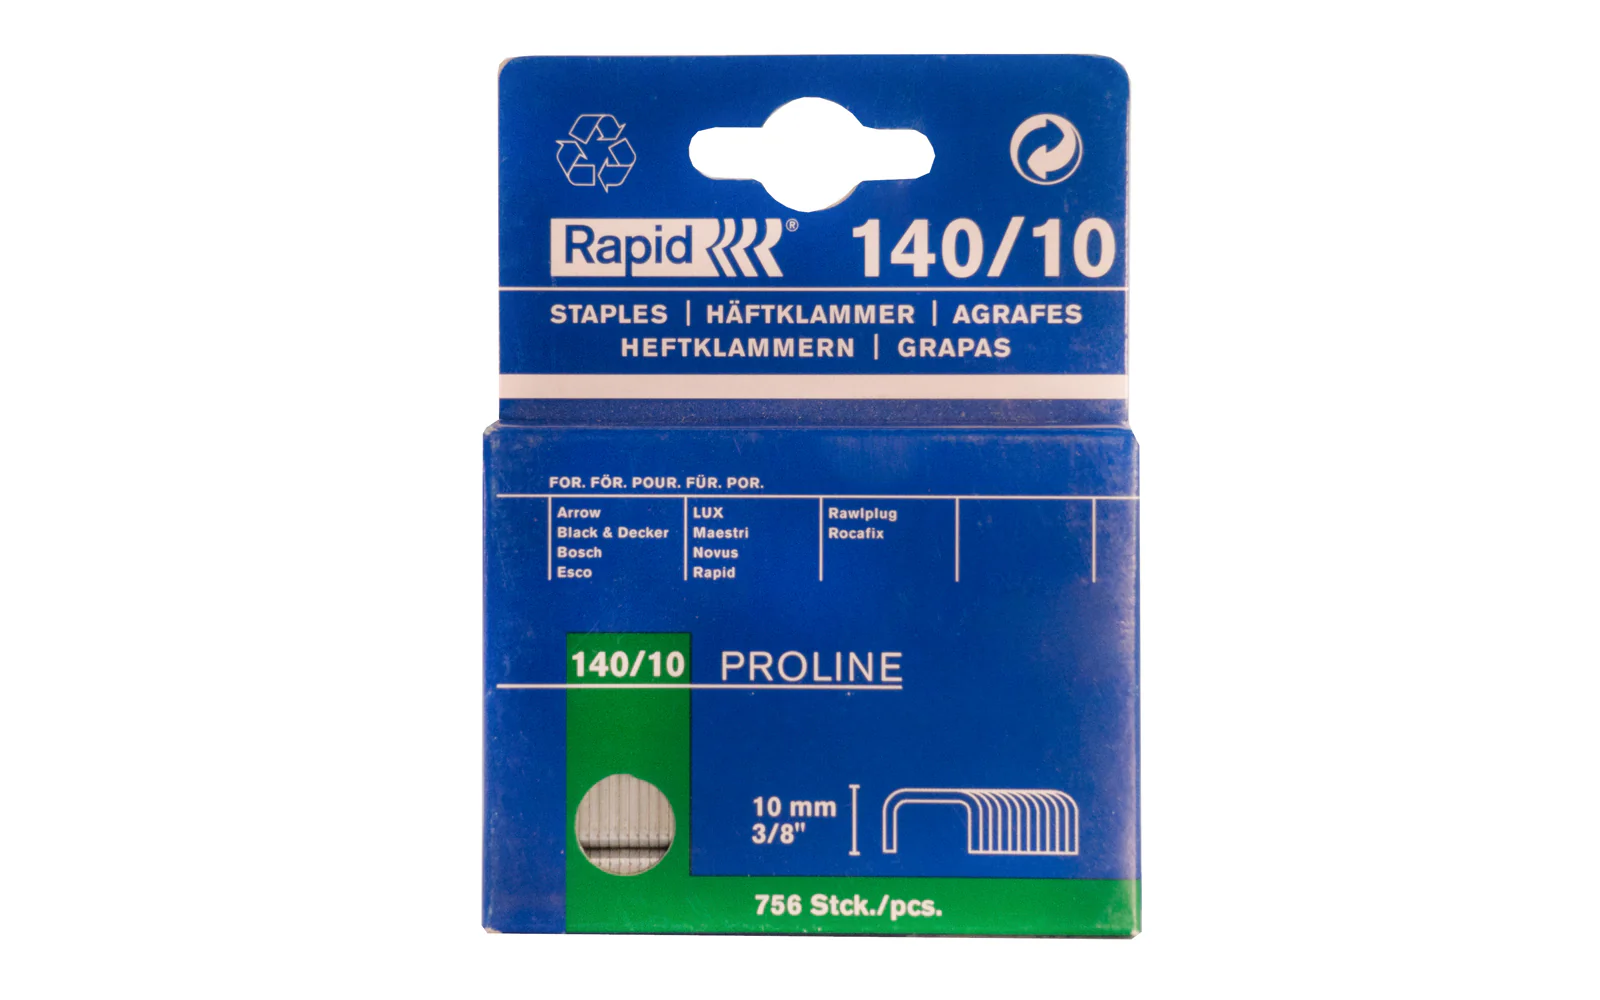 Rapid ® 140/10
STAPLES | HÄFTKLAMMER | AGRAFES
HEFTKLAMMERN | GRAPAS
FOR. FÖR. POUR. FÜR. POR.
Arrow
Black & Decker
Bosch
Esco
LUX
Maestri
Novus
Rapid
Rawlplug
Rocafix
140/10 PROLINE
10 mm
3/8"
756 Stck./pcs.